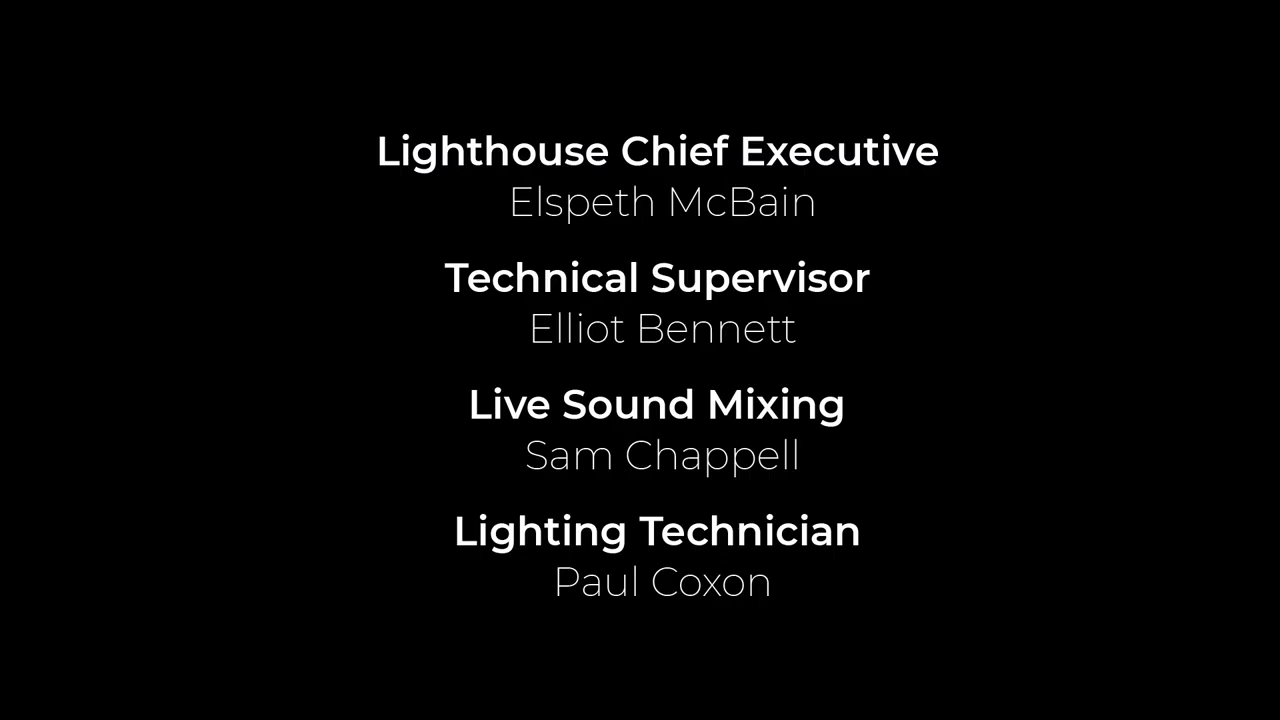 Lighthouse Chief Executive
Elspeth McBain
Technical Supervisor
Elliot Bennett
Live Sound Mixing
Sam Chappell
Lighting Technician
Paul Coxon